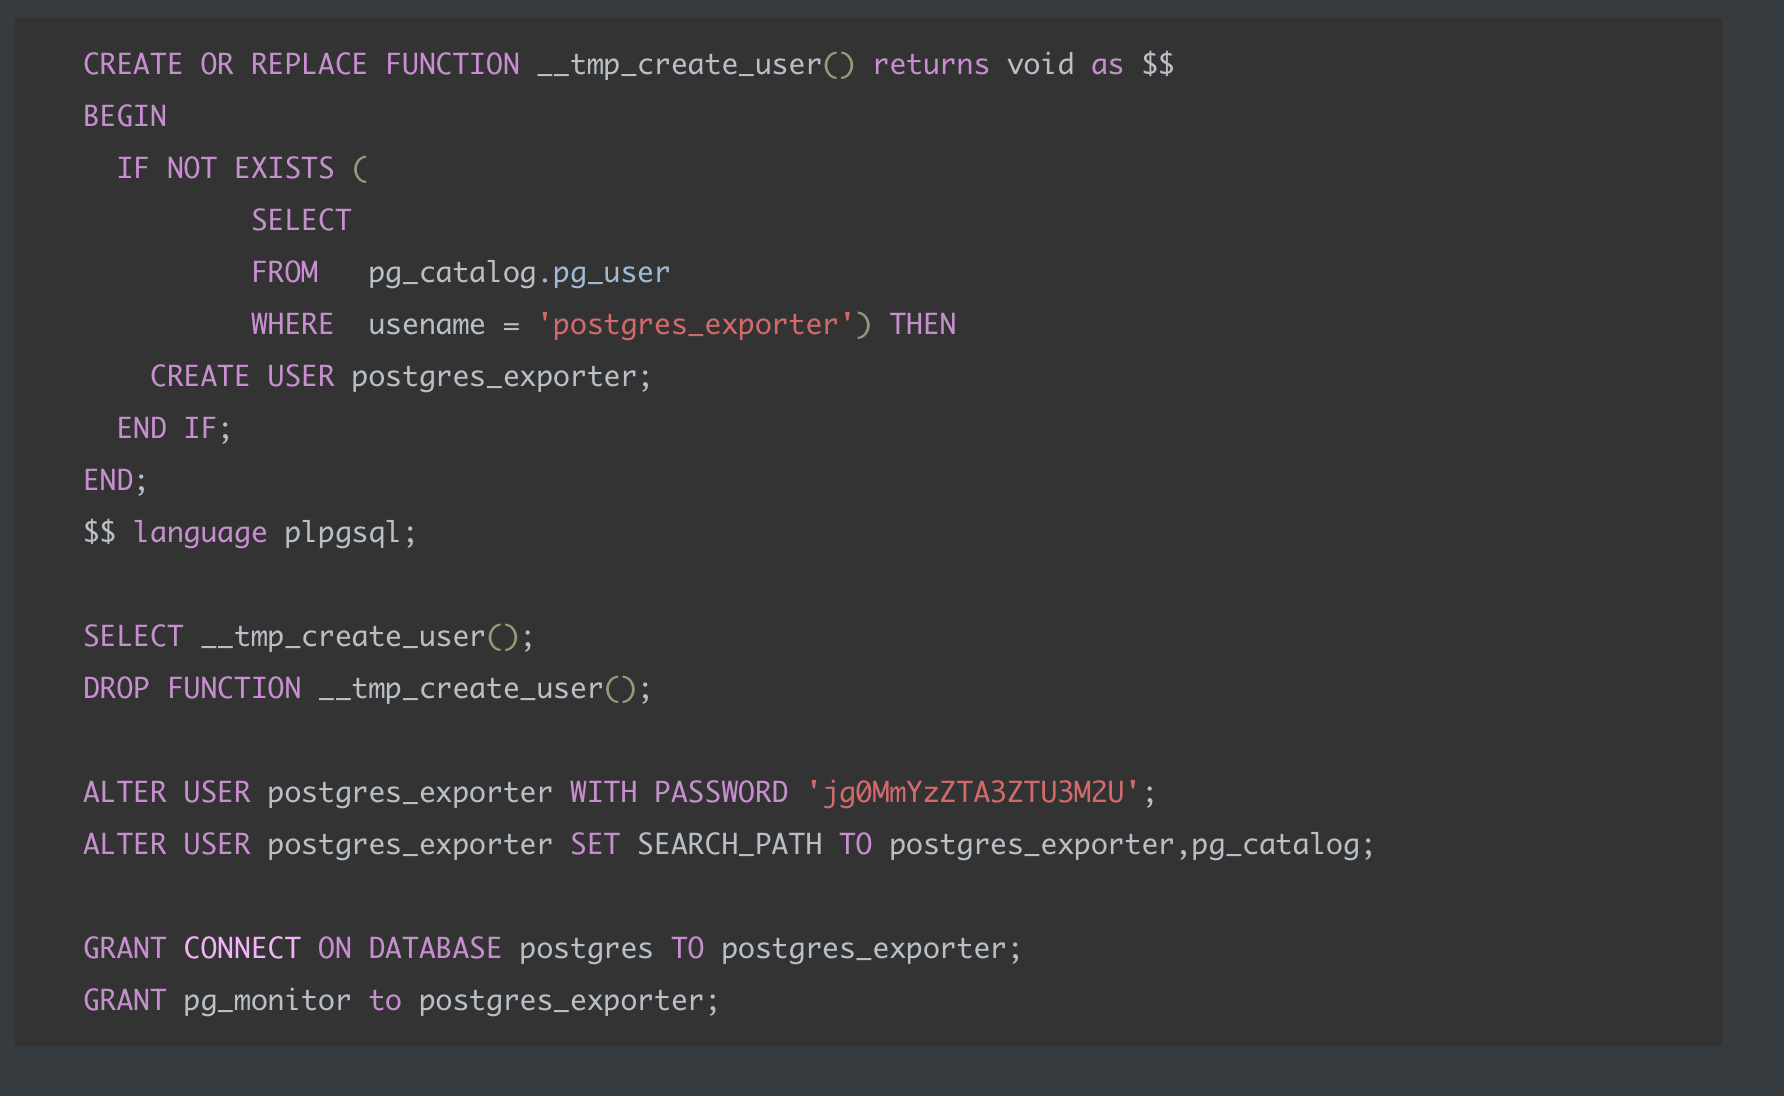 CREATE OR REPLACE FUNCTION __tmp_create_user() returns void as $$
BEGIN
  IF NOT EXISTS (
          SELECT
          FROM   pg_catalog.pg_user
          WHERE  usename = 'postgres_exporter') THEN
    CREATE USER postgres_exporter;
  END IF;
END;
$$ language plpgsql;

SELECT __tmp_create_user();
DROP FUNCTION __tmp_create_user();

ALTER USER postgres_exporter WITH PASSWORD 'jg0MmYzZTA3ZTU3M2U';
ALTER USER postgres_exporter SET SEARCH_PATH TO postgres_exporter,pg_catalog;

GRANT CONNECT ON DATABASE postgres TO postgres_exporter;
GRANT pg_monitor to postgres_exporter;